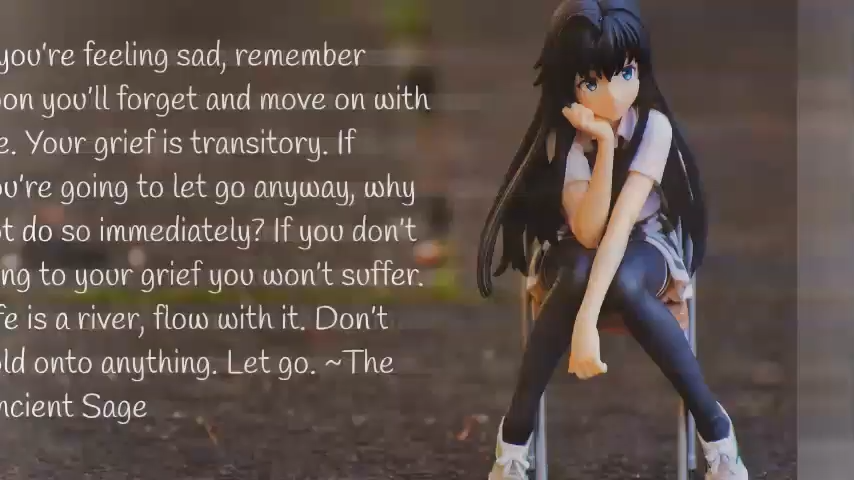 you're feeling sad, remember
on you'll forget and move on with
e. Your grief is transitory. If
u're going to let go anyway, why
t do so immediately? If you don't
ng to your grief you won't suffer.
fe is a river, flow with it. Don't
ld onto anything. Let go. ~The
ncient Sage